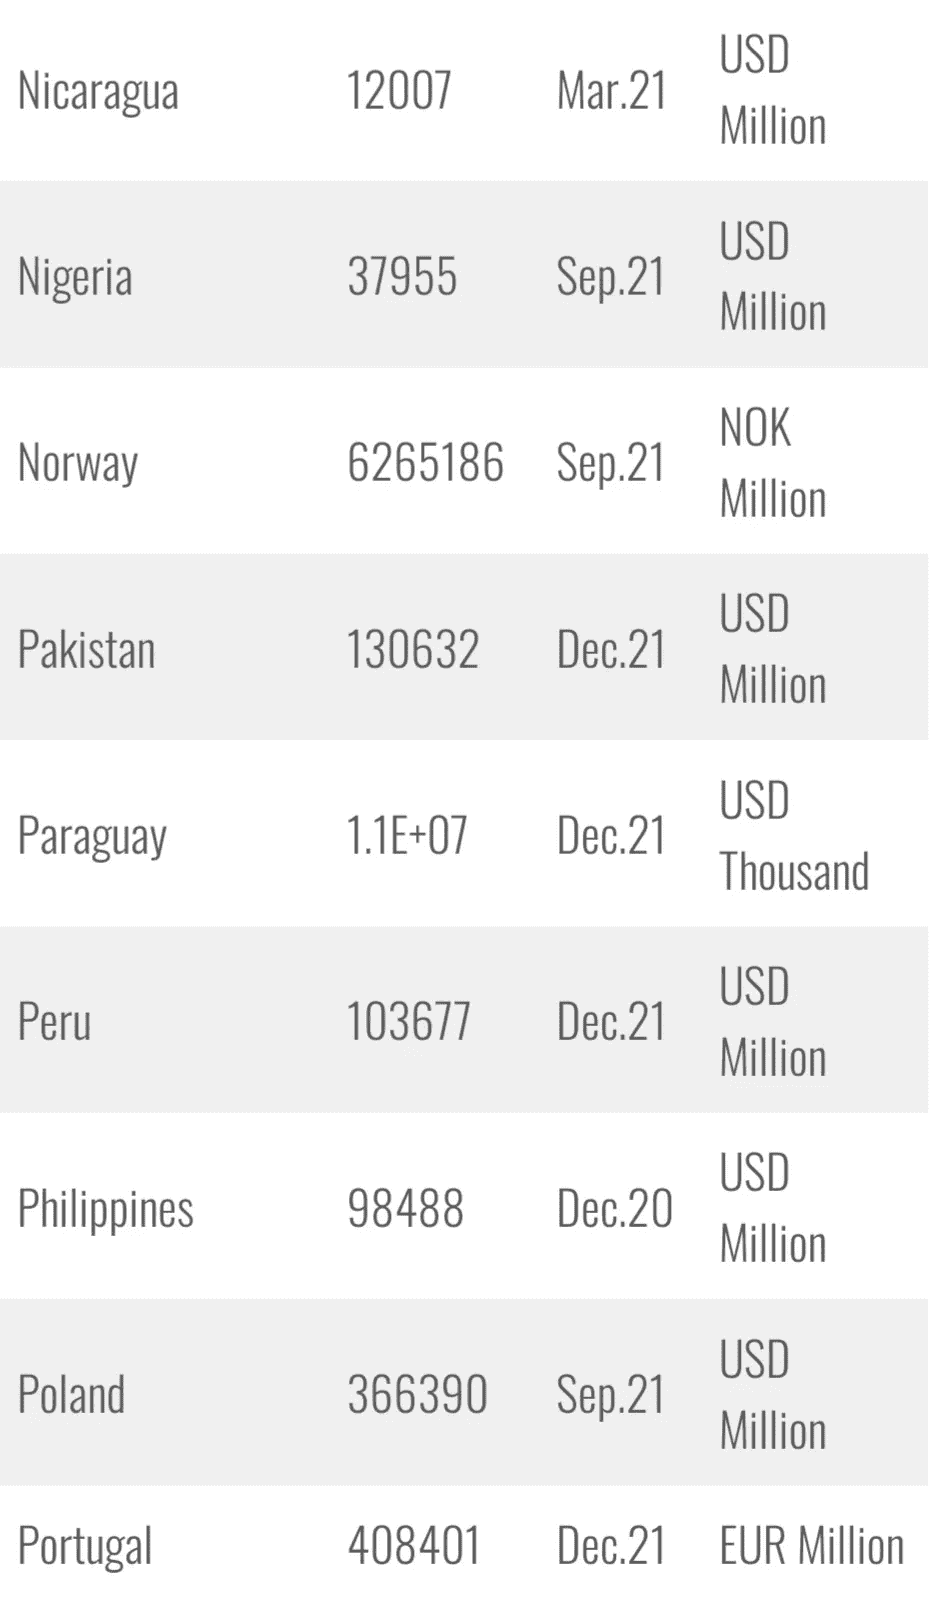 Nicaragua 12007 Mar.21 USD
Million
Nigeria 37955 Sep.21 USD
Million
Norway 6265186 Sep.21 NOK
Million
Pakistan 130632 Dec.21 USD
Million
Paraguay 1.1E+07 Dec.21 USD
Thousand
Peru 103677 Dec.21 USD
Million
Philippines 98488 Dec.20 USD
Million
Poland 366390 Sep.21 USD
Million
Portugal 408401 Dec.21 EUR Million